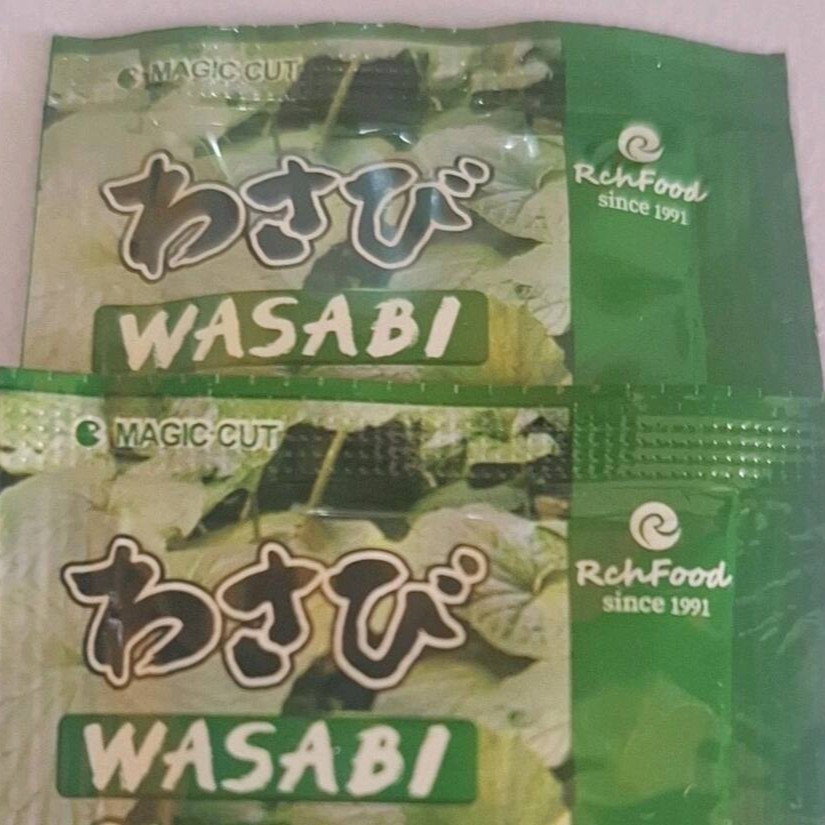 MAGIC CUT
わさび
WASABI
RchFood
since 1991
MAGIC CUT
わさび
WASABI
RchFood
since 1991